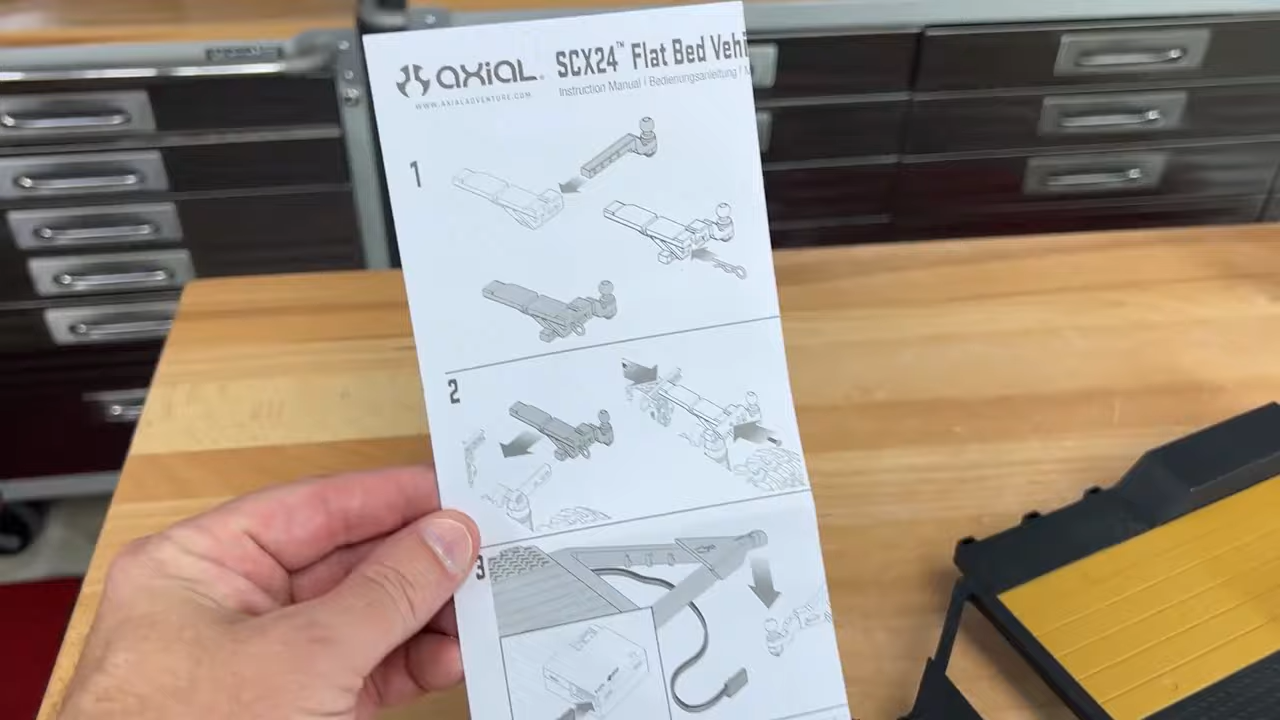 AXIAL
SCX24™ Flat Bed Vehi
WWW.AXIALADVENTURE.COM
Instruction Manual / Bedienungsanleitung /
1
2
3